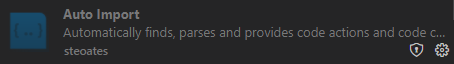 {..}
Auto Import
Automatically finds, parses and provides code actions and code c...
steoates